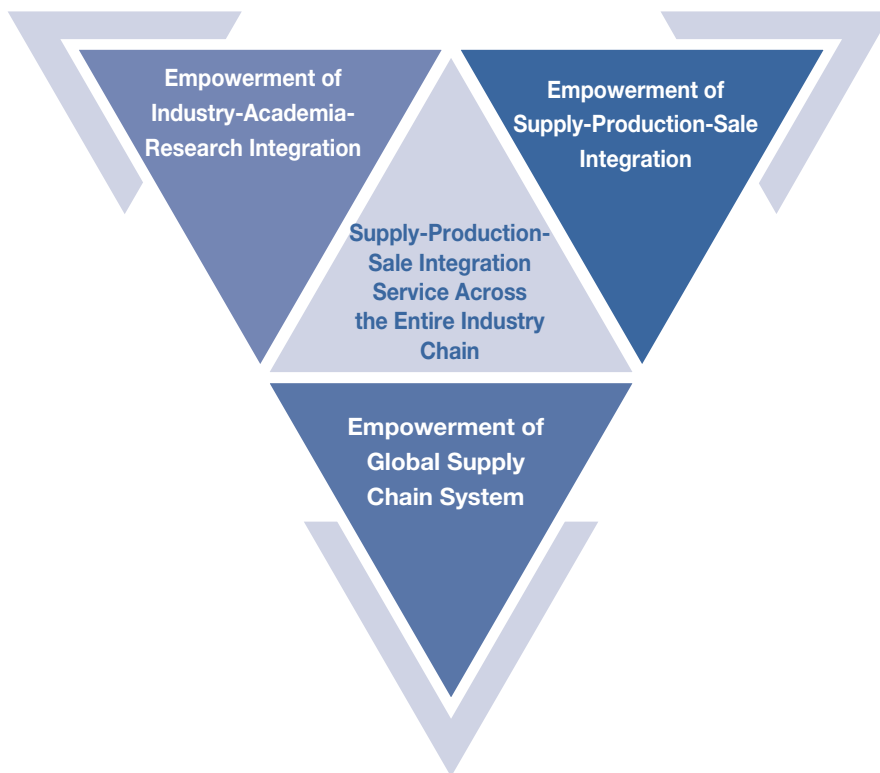 Empowerment of
Industry-Academia-
Research Integration
Empowerment of
Supply-Production-Sale
Integration
Supply-Production-
Sale Integration
Service Across
the Entire Industry
Chain
Empowerment of
Global Supply
Chain System